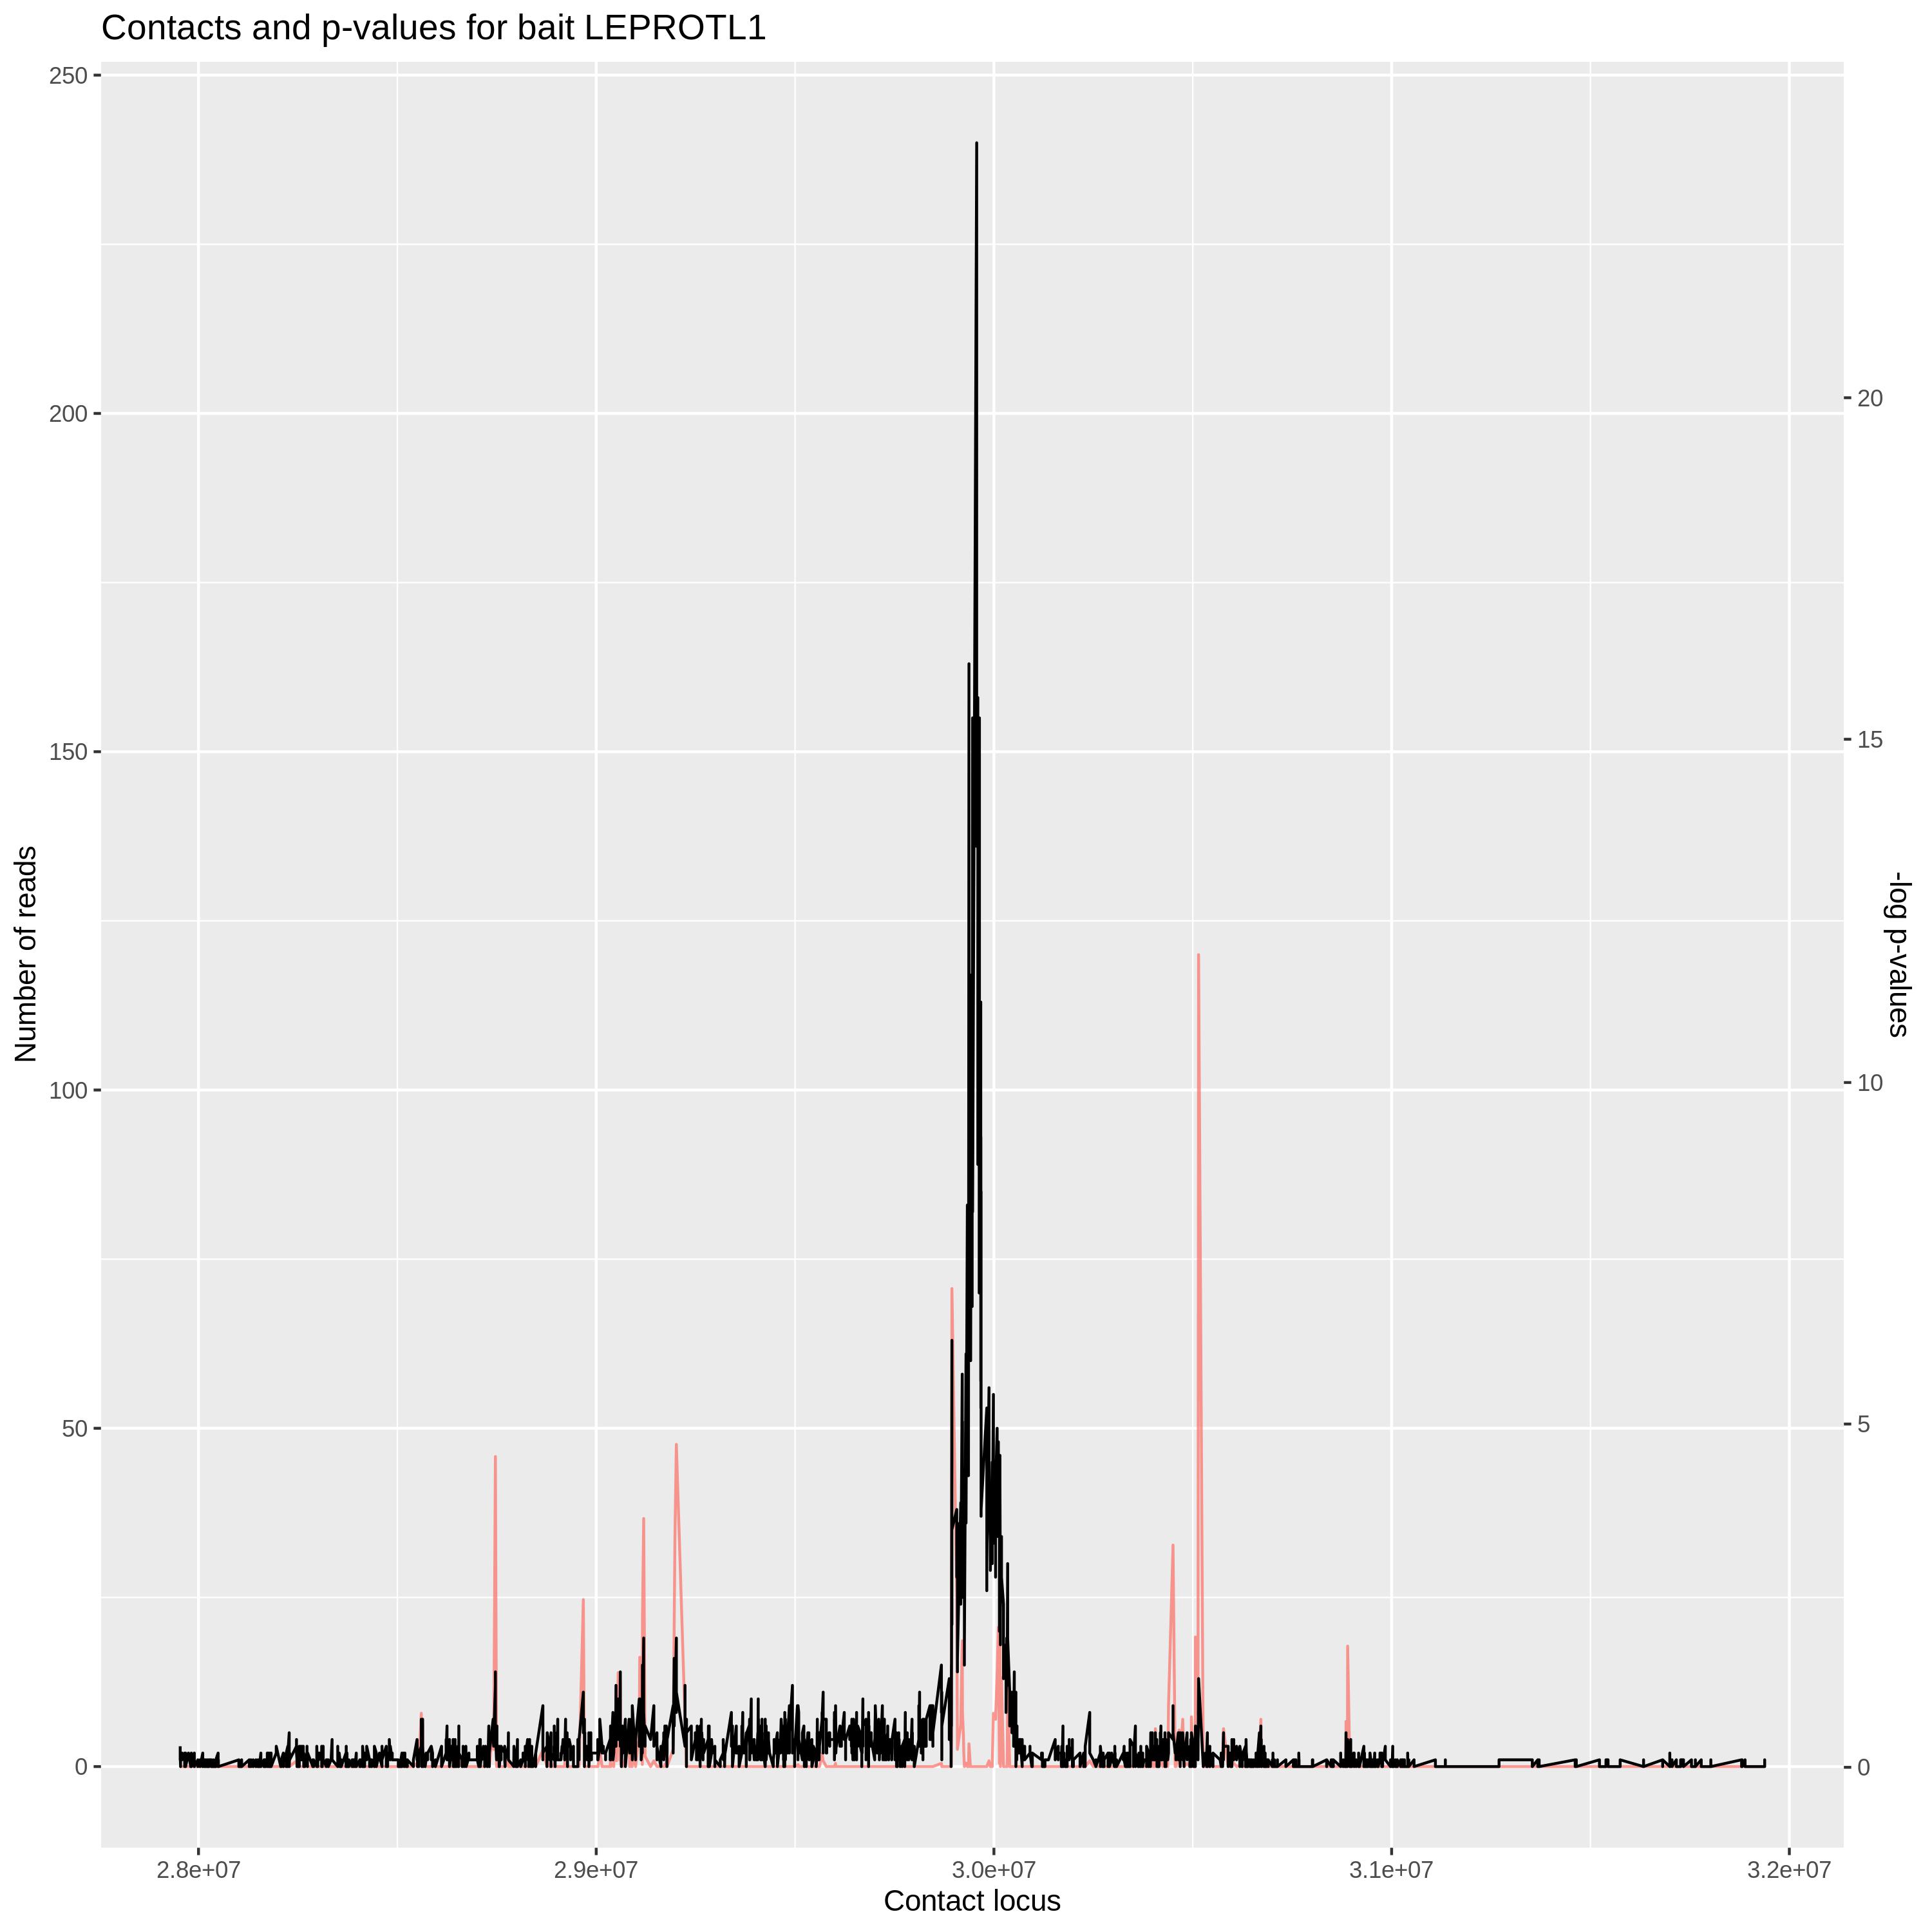 Contacts and p-values for bait LEPROTL1
250
200
150
100
50
0
Number of reads
20
15
10
5
0
-log p-values
2.8e+07 2.9e+07 3.0e+07 3.1e+07 3.2e+07
Contact locus